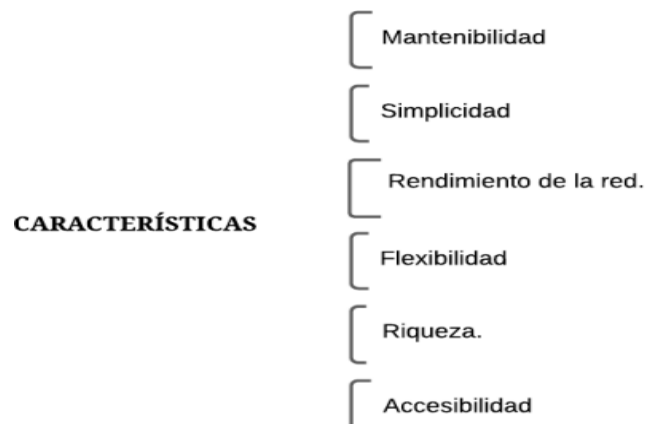 Mantenibilidad
Simplicidad
Rendimiento de la red.
CARACTERÍSTICAS
Flexibilidad
Riqueza.
Accesibilidad